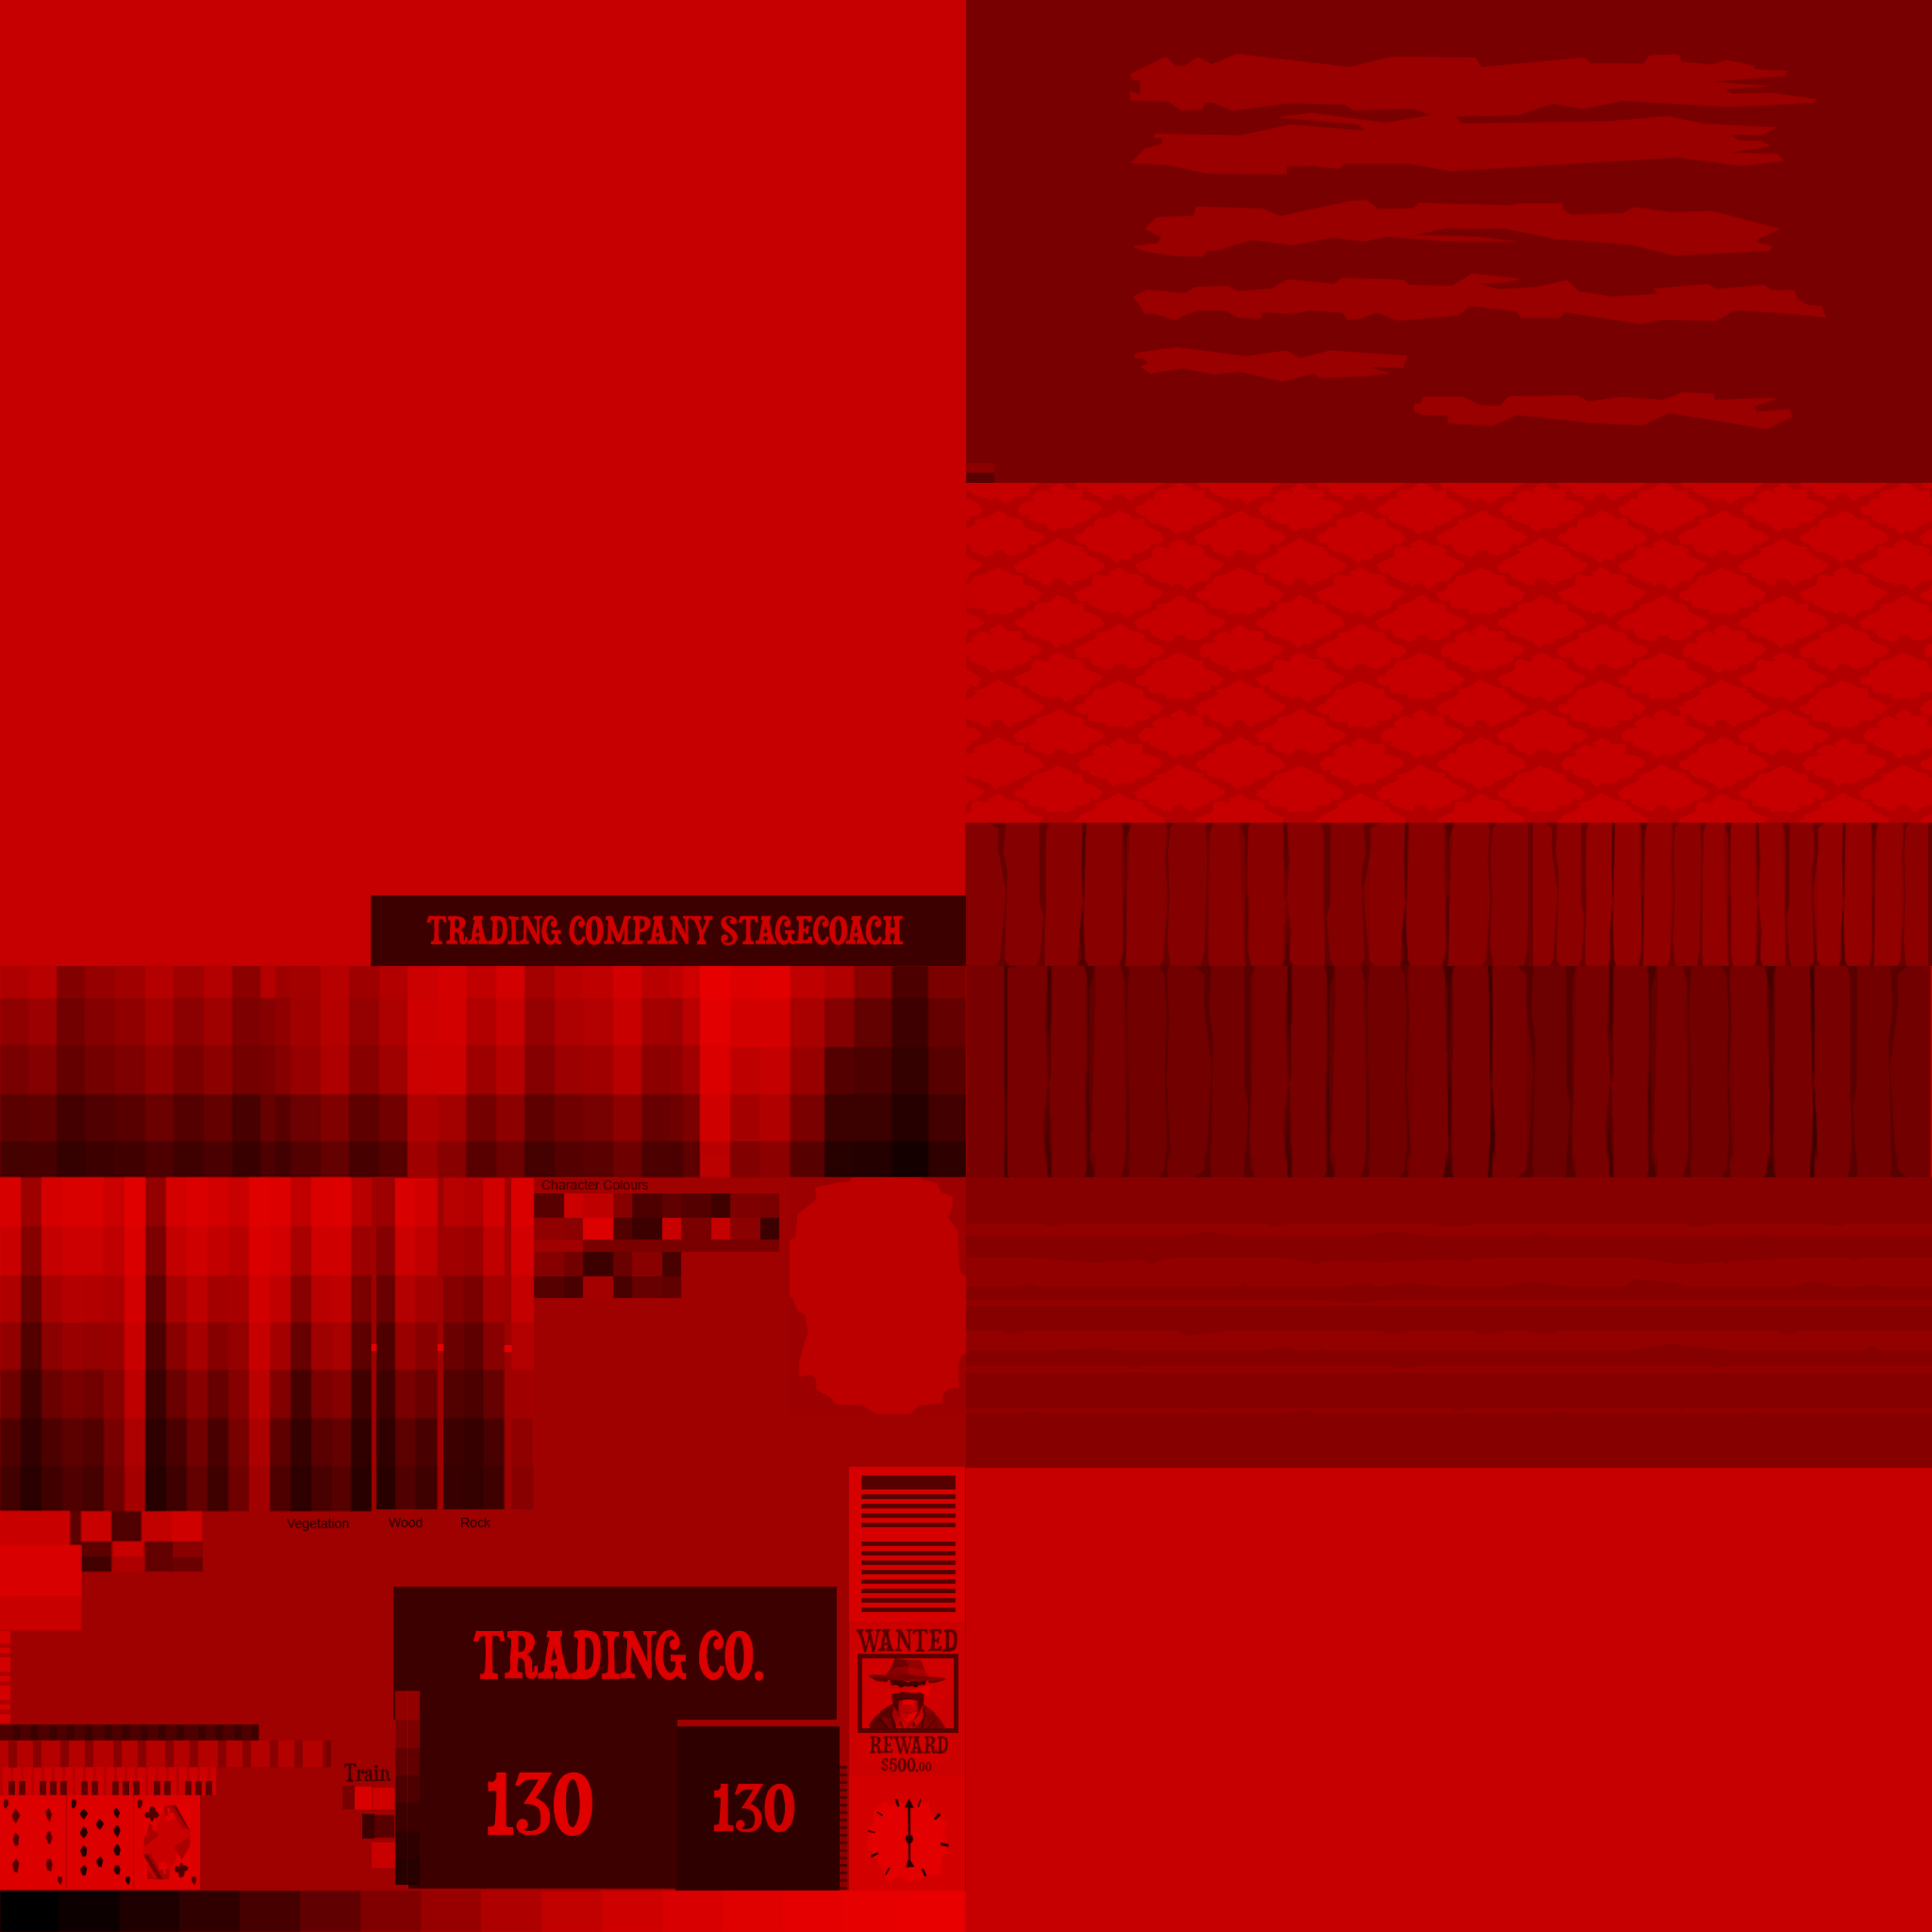 TRADING COMPANY STAGECOACH
Character Colours
Vegetation
Wood
Rock
TRADING CO.
WANTED
REWARD
$500.00
Train
130
130